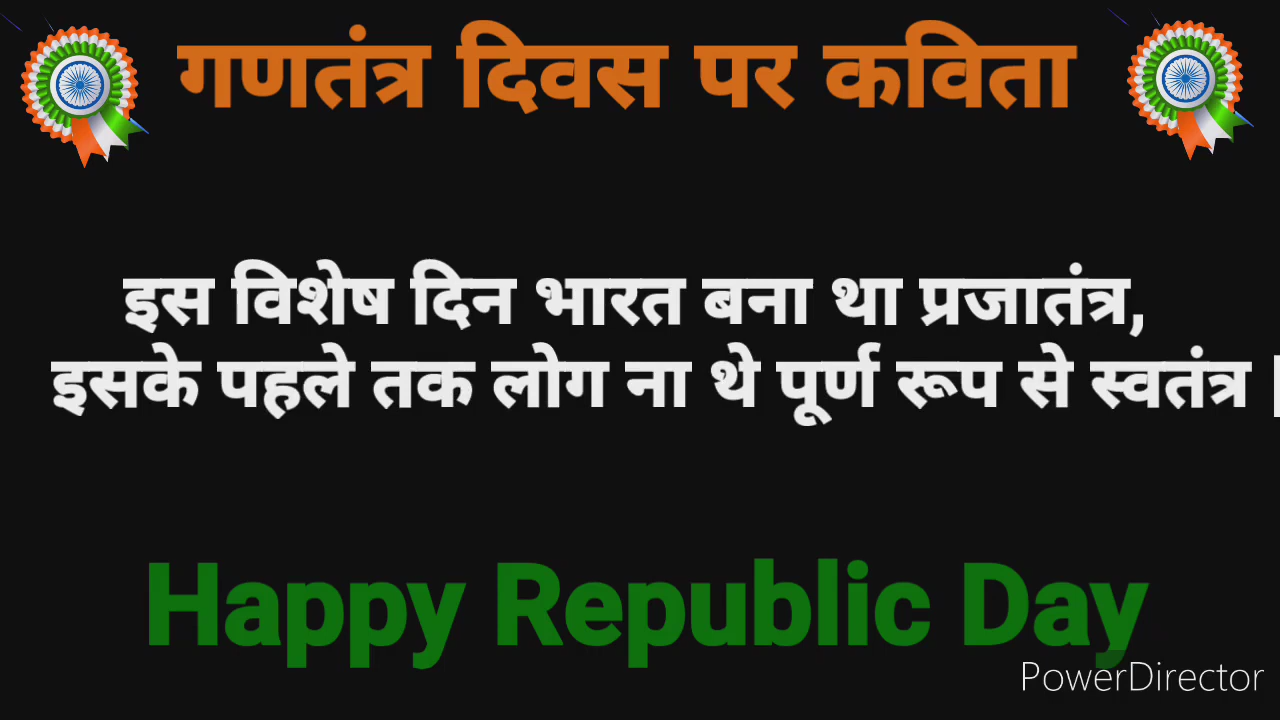 गणतंत्र दिवस पर कविता
इस विशेष दिन भारत बना था प्रजातंत्र,
इसके पहले तक लोग ना थे पूर्ण रूप से स्वतंत्र |
Happy Republic Day
PowerDirector